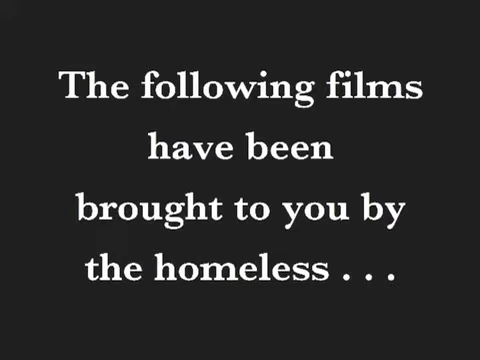 The following films
have been
brought to you by
the homeless . . .